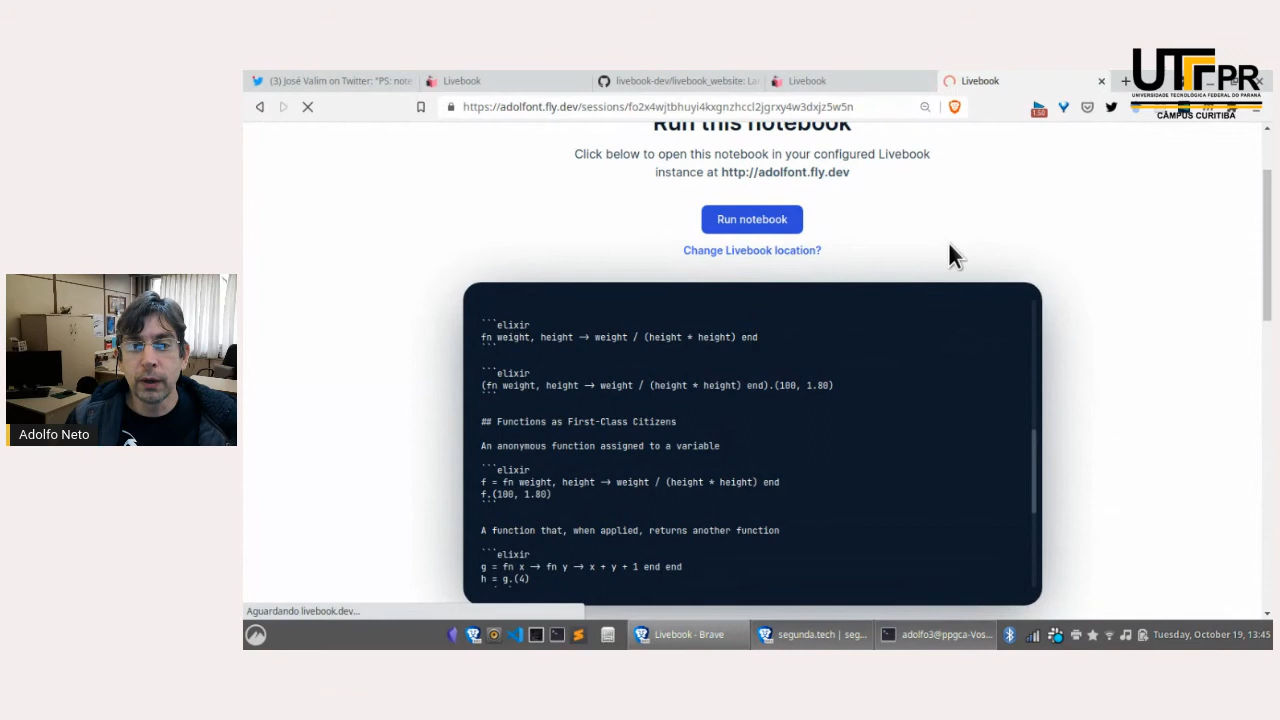 UTFPR
UNIVERSIDADE TECNOLÓGICA FEDERAL DO PARANÁ
CÂMPUS CURITIBA
(3) José Valim on Twitter: "PS: note
Livebook
livebook-dev/livebook_website: La
Livebook
Livebook
https://adolfont.fly.dev/sessions/fo2x4wjtbhuyi4kxgnzhccl2jgrxy4w3dxjz5w5n
1.50
Run this notebook
Click below to open this notebook in your configured Livebook
instance at http://adolfont.fly.dev
Run notebook
Change Livebook location?
```elixir
fn weight, height -> weight / (height * height) end
```
```elixir
(fn weight, height -> weight / (height * height) end).(100, 1.80)
```
## Functions as First-Class Citizens
An anonymous function assigned to a variable
```elixir
f = fn weight, height -> weight / (height * height) end
f.(100, 1.80)
```
A function that, when applied, returns another function
```elixir
g = fn x -> fn y -> x + y + 1 end end
h = g.(4)
Adolfo Neto
Aguardando livebook.dev...
Livebook - Brave
segunda.tech | seg...
adolfo3@ppgca-Vos...
Tuesday, October 19, 13:45